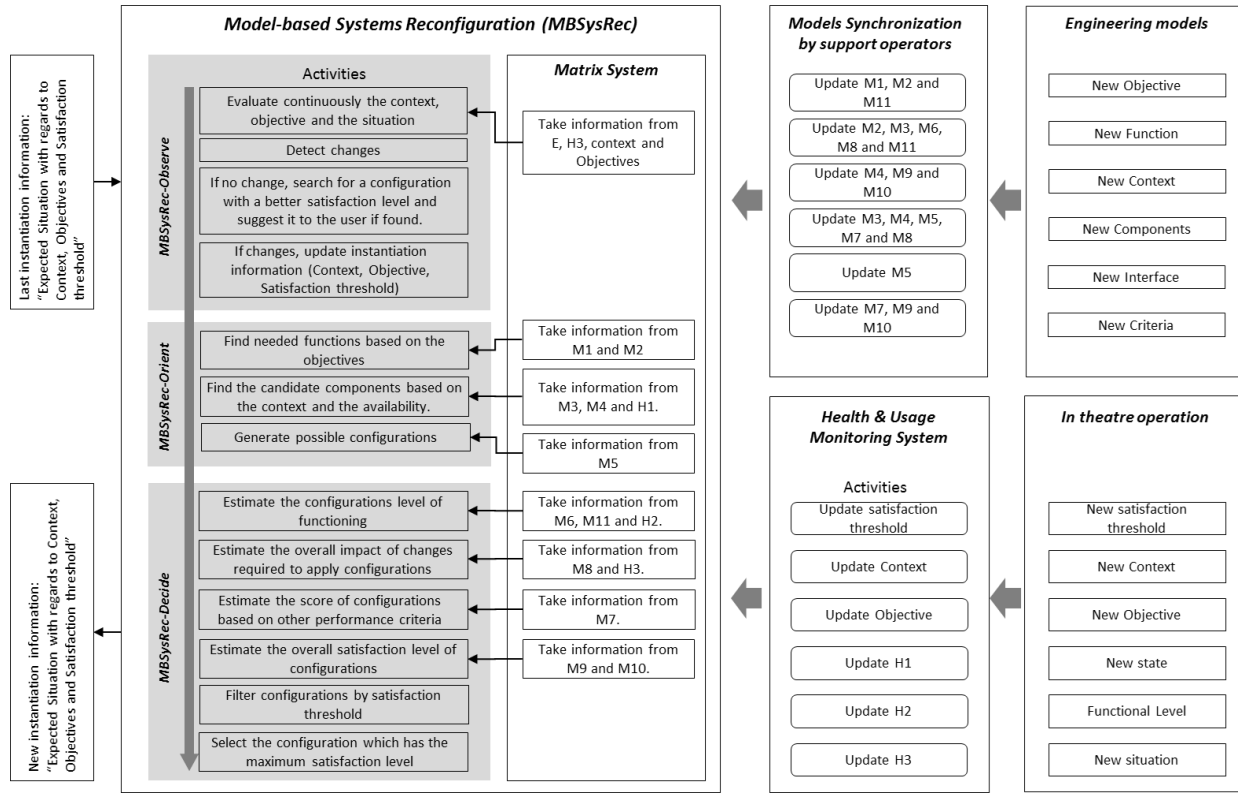 Model-based Systems Reconfiguration (MBSysRec)
Last instantiation information:
“Expected Situation with regards to
Context, Objectives and Satisfaction
threshold”
New instantiation information:
“Expected Situation with regards to Context,
Objectives and Satisfaction threshold”
MBSysRec-Observe
Activities
Evaluate continuously the context,
objective and the situation
Detect changes
If no change, search for a configuration
with a better satisfaction level and
suggest it to the user if found.
If changes, update instantiation
information (Context, Objective,
Satisfaction threshold)
MBSysRec-Orient
Find needed functions based on the
objectives
Find the candidate components based on
the context and the availability.
Generate possible configurations
MBSysRec-Decide
Estimate the configurations level of
functioning
Estimate the overall impact of changes
required to apply configurations
Estimate the score of configurations
based on other performance criteria
Estimate the overall satisfaction level of
configurations
Filter configurations by satisfaction
threshold
Select the configuration which has the
maximum satisfaction level
Matrix System
Take information from
E, H3, context and
Objectives
Take information from
M1 and M2
Take information from
M3, M4 and H1.
Take information from
M5
Take information from
M6, M11 and H2.
Take information from
M8 and H3.
Take information from
M7.
Take information from
M9 and M10.
Models Synchronization
by support operators
Update M1, M2 and
M11
Update M2, M3, M6,
M8 and M11
Update M4, M9 and
M10
Update M3, M4, M5,
M7 and M8
Update M5
Update M7, M9 and
M10
Engineering models
New Objective
New Function
New Context
New Components
New Interface
New Criteria
Health & Usage
Monitoring System
Activities
Update satisfaction
threshold
Update Context
Update Objective
Update H1
Update H2
Update H3
In theatre operation
New satisfaction
threshold
New Context
New Objective
New state
Functional Level
New situation